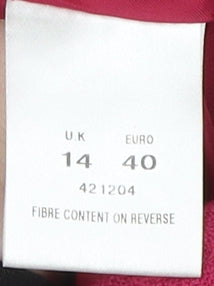 U.K EURO
14 40
421204
FIBRE CONTENT ON REVERSE